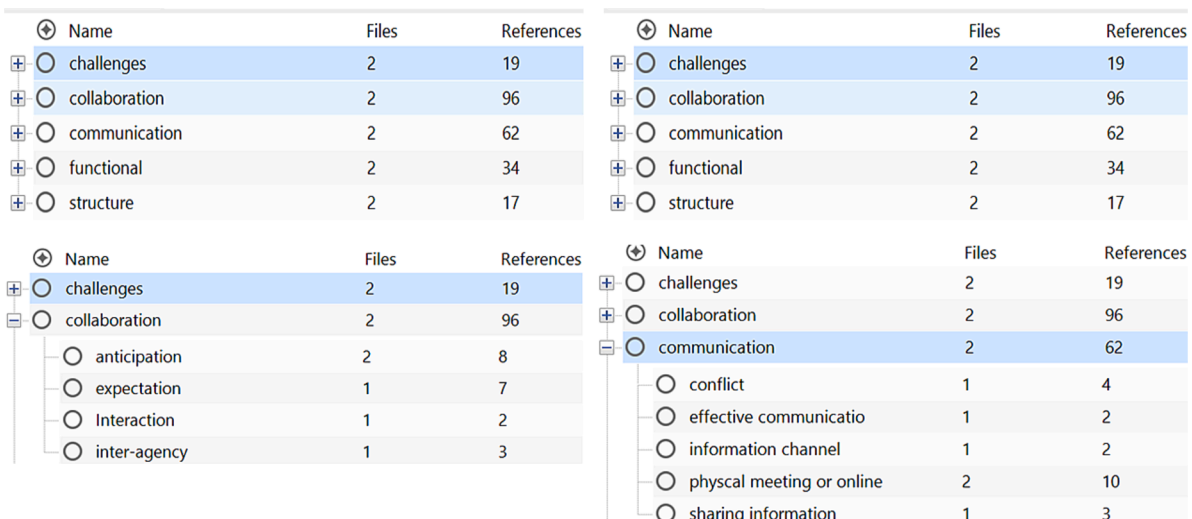 Name Files References
challenges 2 19
collaboration 2 96
communication 2 62
functional 2 34
structure 2 17
Name Files References
challenges 2 19
collaboration 2 96
anticipation 2 8
expectation 1 7
Interaction 1 2
inter-agency 1 3
Name Files References
challenges 2 19
collaboration 2 96
communication 2 62
functional 2 34
structure 2 17
Name Files References
challenges 2 19
collaboration 2 96
communication 2 62
conflict 1 4
effective communicatio 1 2
information channel 1 2
physcal meeting or online 2 10
sharing information 1 3